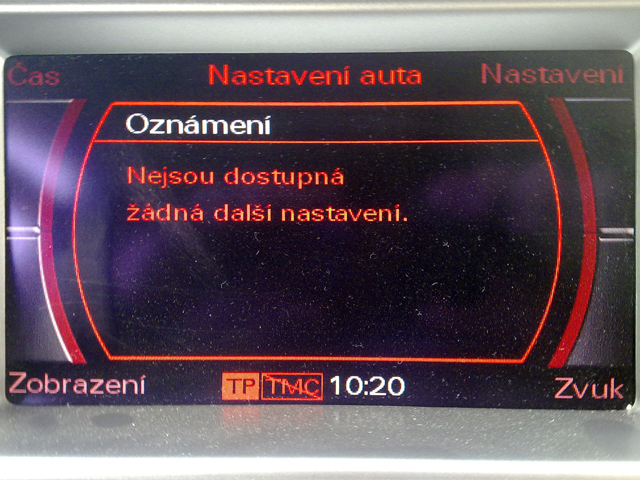 Čas Nastavení auta Nastavení
Oznámení
Nejsou dostupná
žádná další nastavení.
Zobrazení TP TMC 10:20 Zvuk